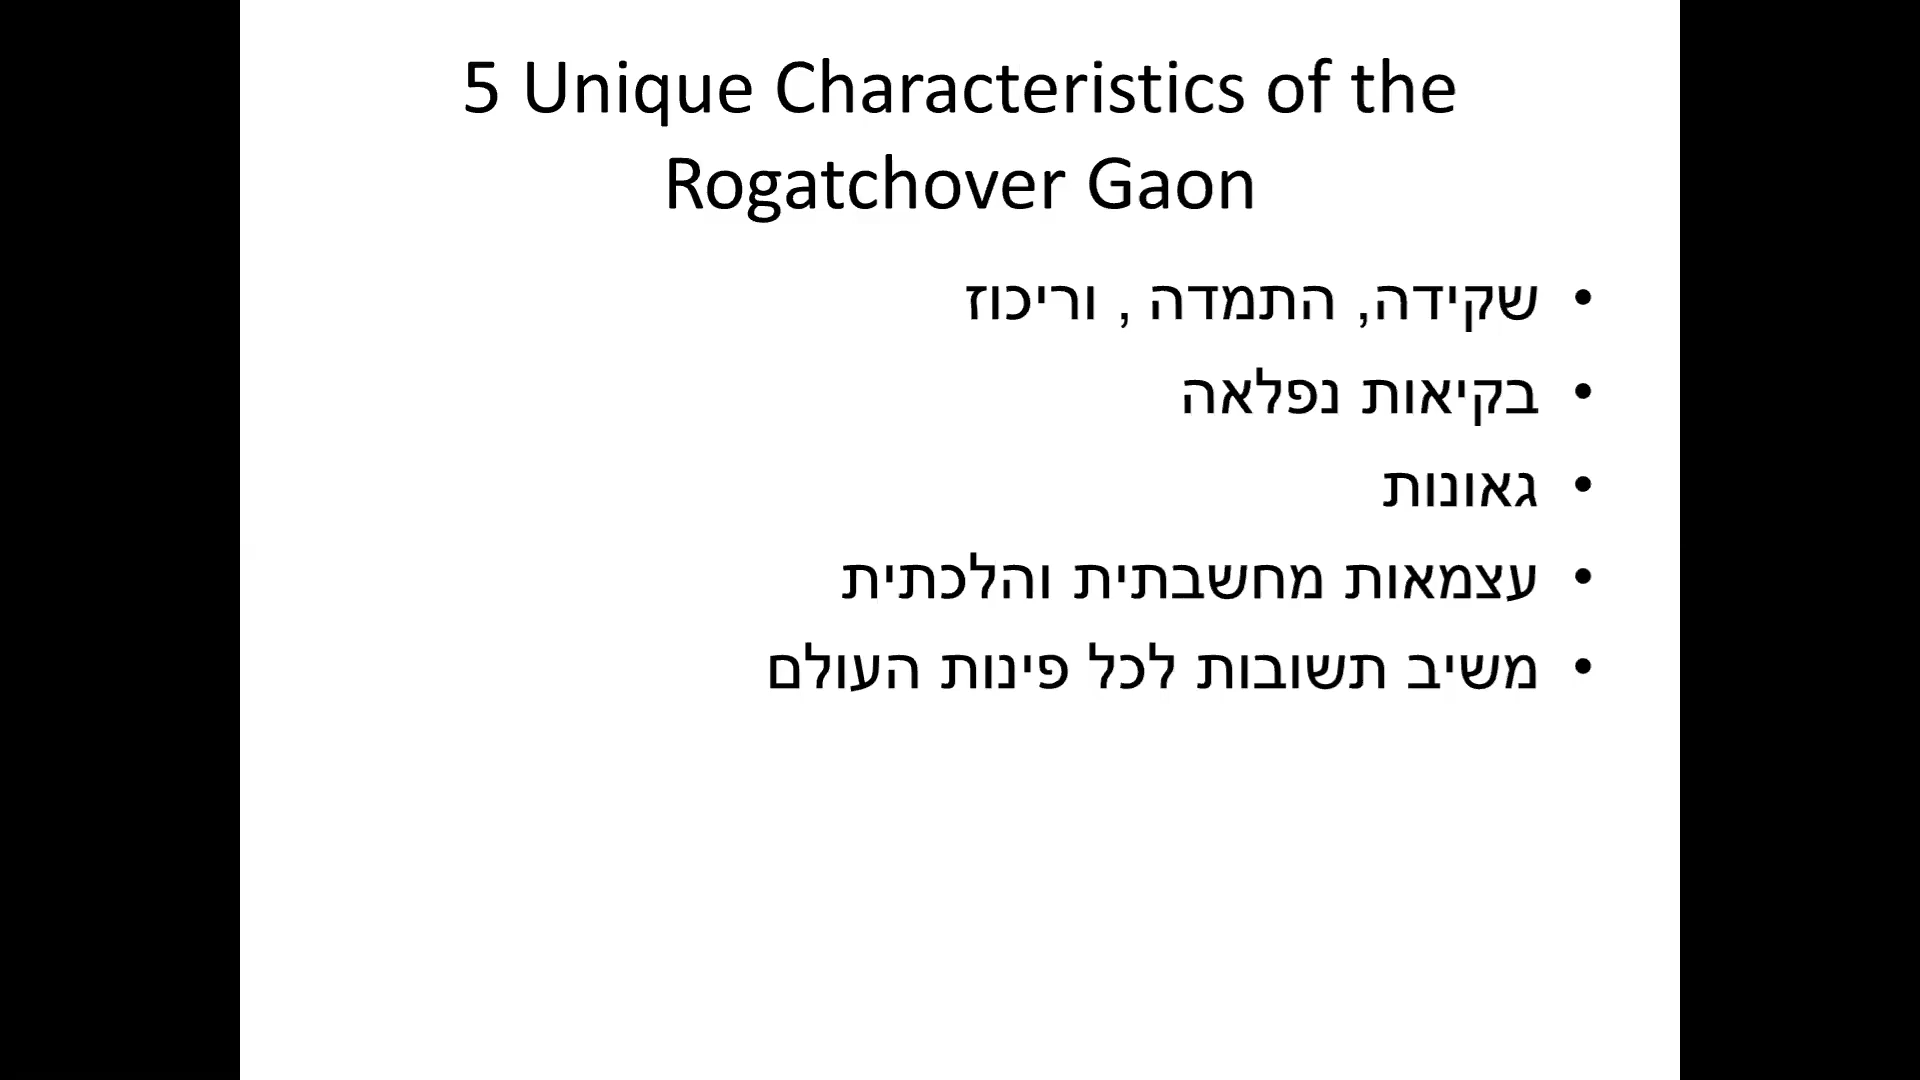 5 Unique Characteristics of the
Rogatchover Gaon
• שקידה, התמדה , וריכוז
• בקיאות נפלאה
• גאונות
• עצמאות מחשבתית והלכתית
• משיב תשובות לכל פינות העולם